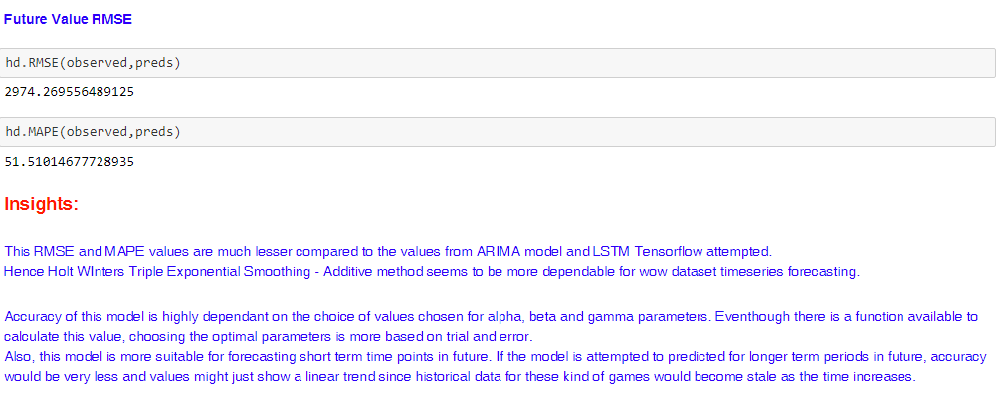 Future Value RMSE
hd.RMSE(observed,preds)
2974.269556489125
hd.MAPE(observed,preds)
51.51014677728935
Insights:
This RMSE and MAPE values are much lesser compared to the values from ARIMA model and LSTM Tensorflow attempted.
Hence Holt WInters Triple Exponential Smoothing - Additive method seems to be more dependable for wow dataset timeseries forecasting.
Accuracy of this model is highly dependant on the choice of values chosen for alpha, beta and gamma parameters. Eventhough there is a function available to
calculate this value, choosing the optimal parameters is more based on trial and error.
Also, this model is more suitable for forecasting short term time points in future. If the model is attempted to predicted for longer term periods in future, accuracy
would be very less and values might just show a linear trend since historical data for these kind of games would become stale as the time increases.